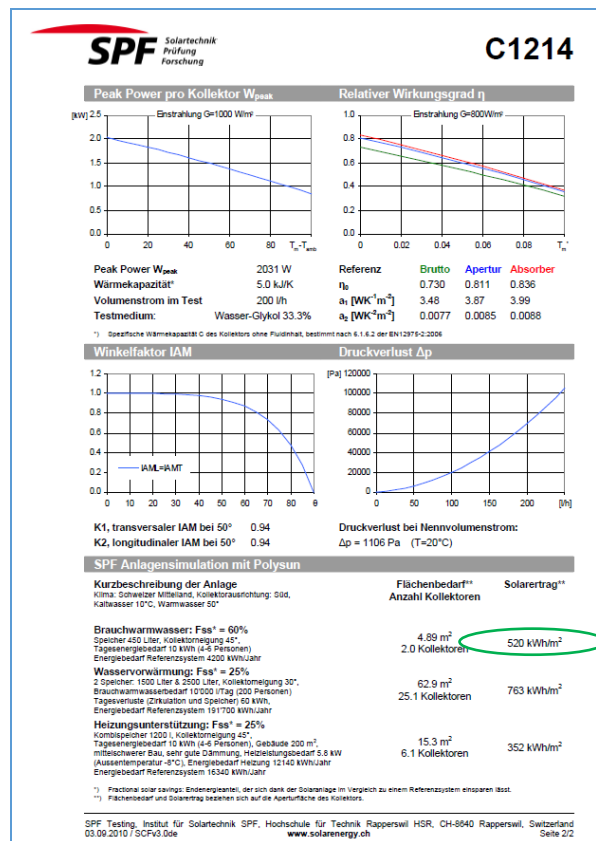 SPF Solartechnik
Prüfung
Forschung
C1214
Peak Power pro Kollektor Wpeak
Relativer Wirkungsgrad η
[kW] 2.5
2.0
1.5
1.0
0.5
0.0
Einstrahlung G=1000 W/m²
0 20 40 60 80 Tm-Tamb
1.0
0.8
0.6
0.4
0.2
0.0
Einstrahlung G=800W/m²
0 0.02 0.04 0.06 0.08 Tm*
Peak Power Wpeak 2031 W
Wärmekapazität* 5.0 kJ/K
Volumenstrom im Test 200 l/h
Testmedium: Wasser-Glykol 33.3%
Referenz Brutto Apertur Absorber
η0 0.730 0.811 0.836
a1 [WK-1m-2] 3.48 3.87 3.99
a2 [WK-2m-2] 0.0077 0.0085 0.0088
*) Spezifische Wärmekapazität C des Kollektors ohne Fluidinhalt, bestimmt nach 6.1.6.2 der EN12975-2:2006
Winkelfaktor IAM
Druckverlust Δp
1.2
1.0
0.8
0.6
0.4
0.2
0.0
IAML=IAMT
0 10 20 30 40 50 60 70 80 θ
[Pa] 120000
100000
80000
60000
40000
20000
0
0 50 100 150 200 [l/h]
K1, transversaler IAM bei 50° 0.94
K2, longitudinaler IAM bei 50° 0.94
Druckverlust bei Nennvolumenstrom:
Δp = 1106 Pa (T=20°C)
SPF Anlagensimulation mit Polysun
Kurzbeschreibung der Anlage
Klima: Schweizer Mittelland, Kollektorausrichtung: Süd,
Kaltwasser 10°C, Warmwasser 50°
Flächenbedarf**
Anzahl Kollektoren
Solarertrag**
Brauchwarmwasser: Fss* = 60%
Speicher 450 Liter, Kollektorneigung 45°,
Tagesenergiebedarf 10 kWh (4-6 Personen)
Energiebedarf Referenzsystem 4200 kWh/Jahr
4.89 m²
2.0 Kollektoren
520 kWh/m²
Wasservorwärmung: Fss* = 25%
2 Speicher: 1500 Liter & 2500 Liter, Kollektorneigung 30°,
Brauchwarmwasserbedarf 10'000 l/Tag (200 Personen)
Tagesverluste (Zirkulation und Speicher) 60 kWh,
Energiebedarf Referenzsystem 191'700 kWh/Jahr
62.9 m²
25.1 Kollektoren
763 kWh/m²
Heizungsunterstützung: Fss* = 25%
Kombispeicher 1200 l, Kollektorneigung 45°,
Tagesenergiebedarf 10 kWh (4-6 Personen), Gebäude 200 m²,
mittelschwerer Bau, sehr gute Dämmung, Heizleistungsbedarf 5.8 kW
(Aussentemperatur -8°C), Energiebedarf Heizung 12140 kWh/Jahr
Energiebedarf Referenzsystem 16340 kWh/Jahr
15.3 m²
6.1 Kollektoren
352 kWh/m²
*) Fractional solar savings: Endenergieanteil, der sich dank der Solaranlage im Vergleich zu einem Referenzsystem einsparen lässt.
**) Flächenbedarf und Solarertrag beziehen sich auf die Aperturfläche des Kollektors.
SPF Testing, Institut für Solartechnik SPF, Hochschule für Technik Rapperswil HSR, CH-8640 Rapperswil, Switzerland
03.09.2010 / SCFv3.0de www.solarenergy.ch Seite 2/2